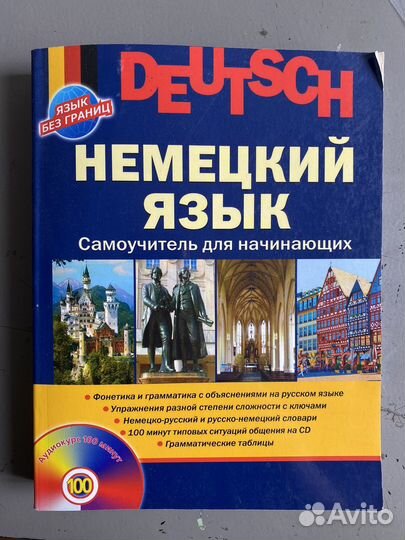 DEUTSCH
ЯЗЫК
БЕЗ ГРАНИЦ
НЕМЕЦКИЙ
ЯЗЫК
Самоучитель для начинающих
• Фонетика и грамматика с объяснениями на русском языке
• Упражнения разной степени сложности с ключами
• Немецко-русский и русско-немецкий словари
• 100 минут типовых ситуаций общения на CD
• Грамматические таблицы
Аудиокурс 100 минут
100
Avito